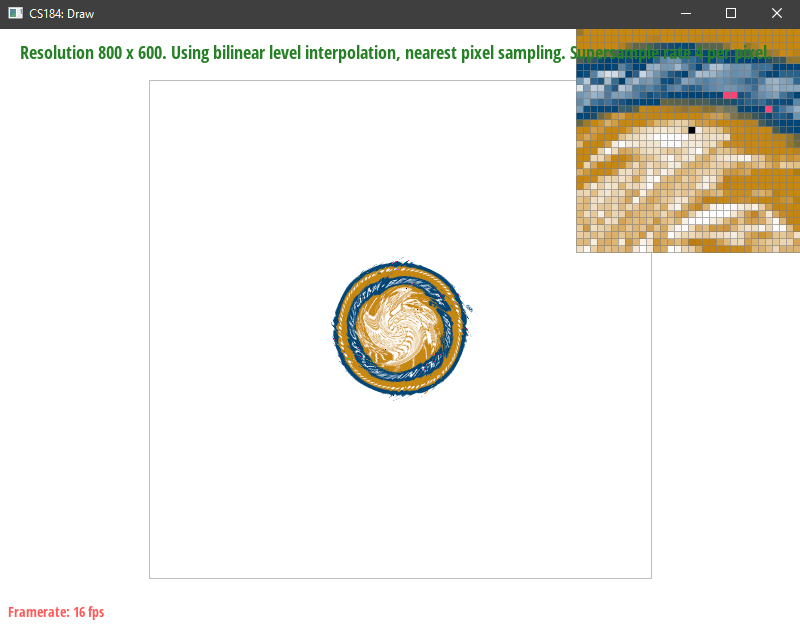 CS184: Draw
Resolution 800 x 600. Using bilinear level interpolation, nearest pixel sampling. Supersample rate 4 per pixel.
Framerate: 16 fps